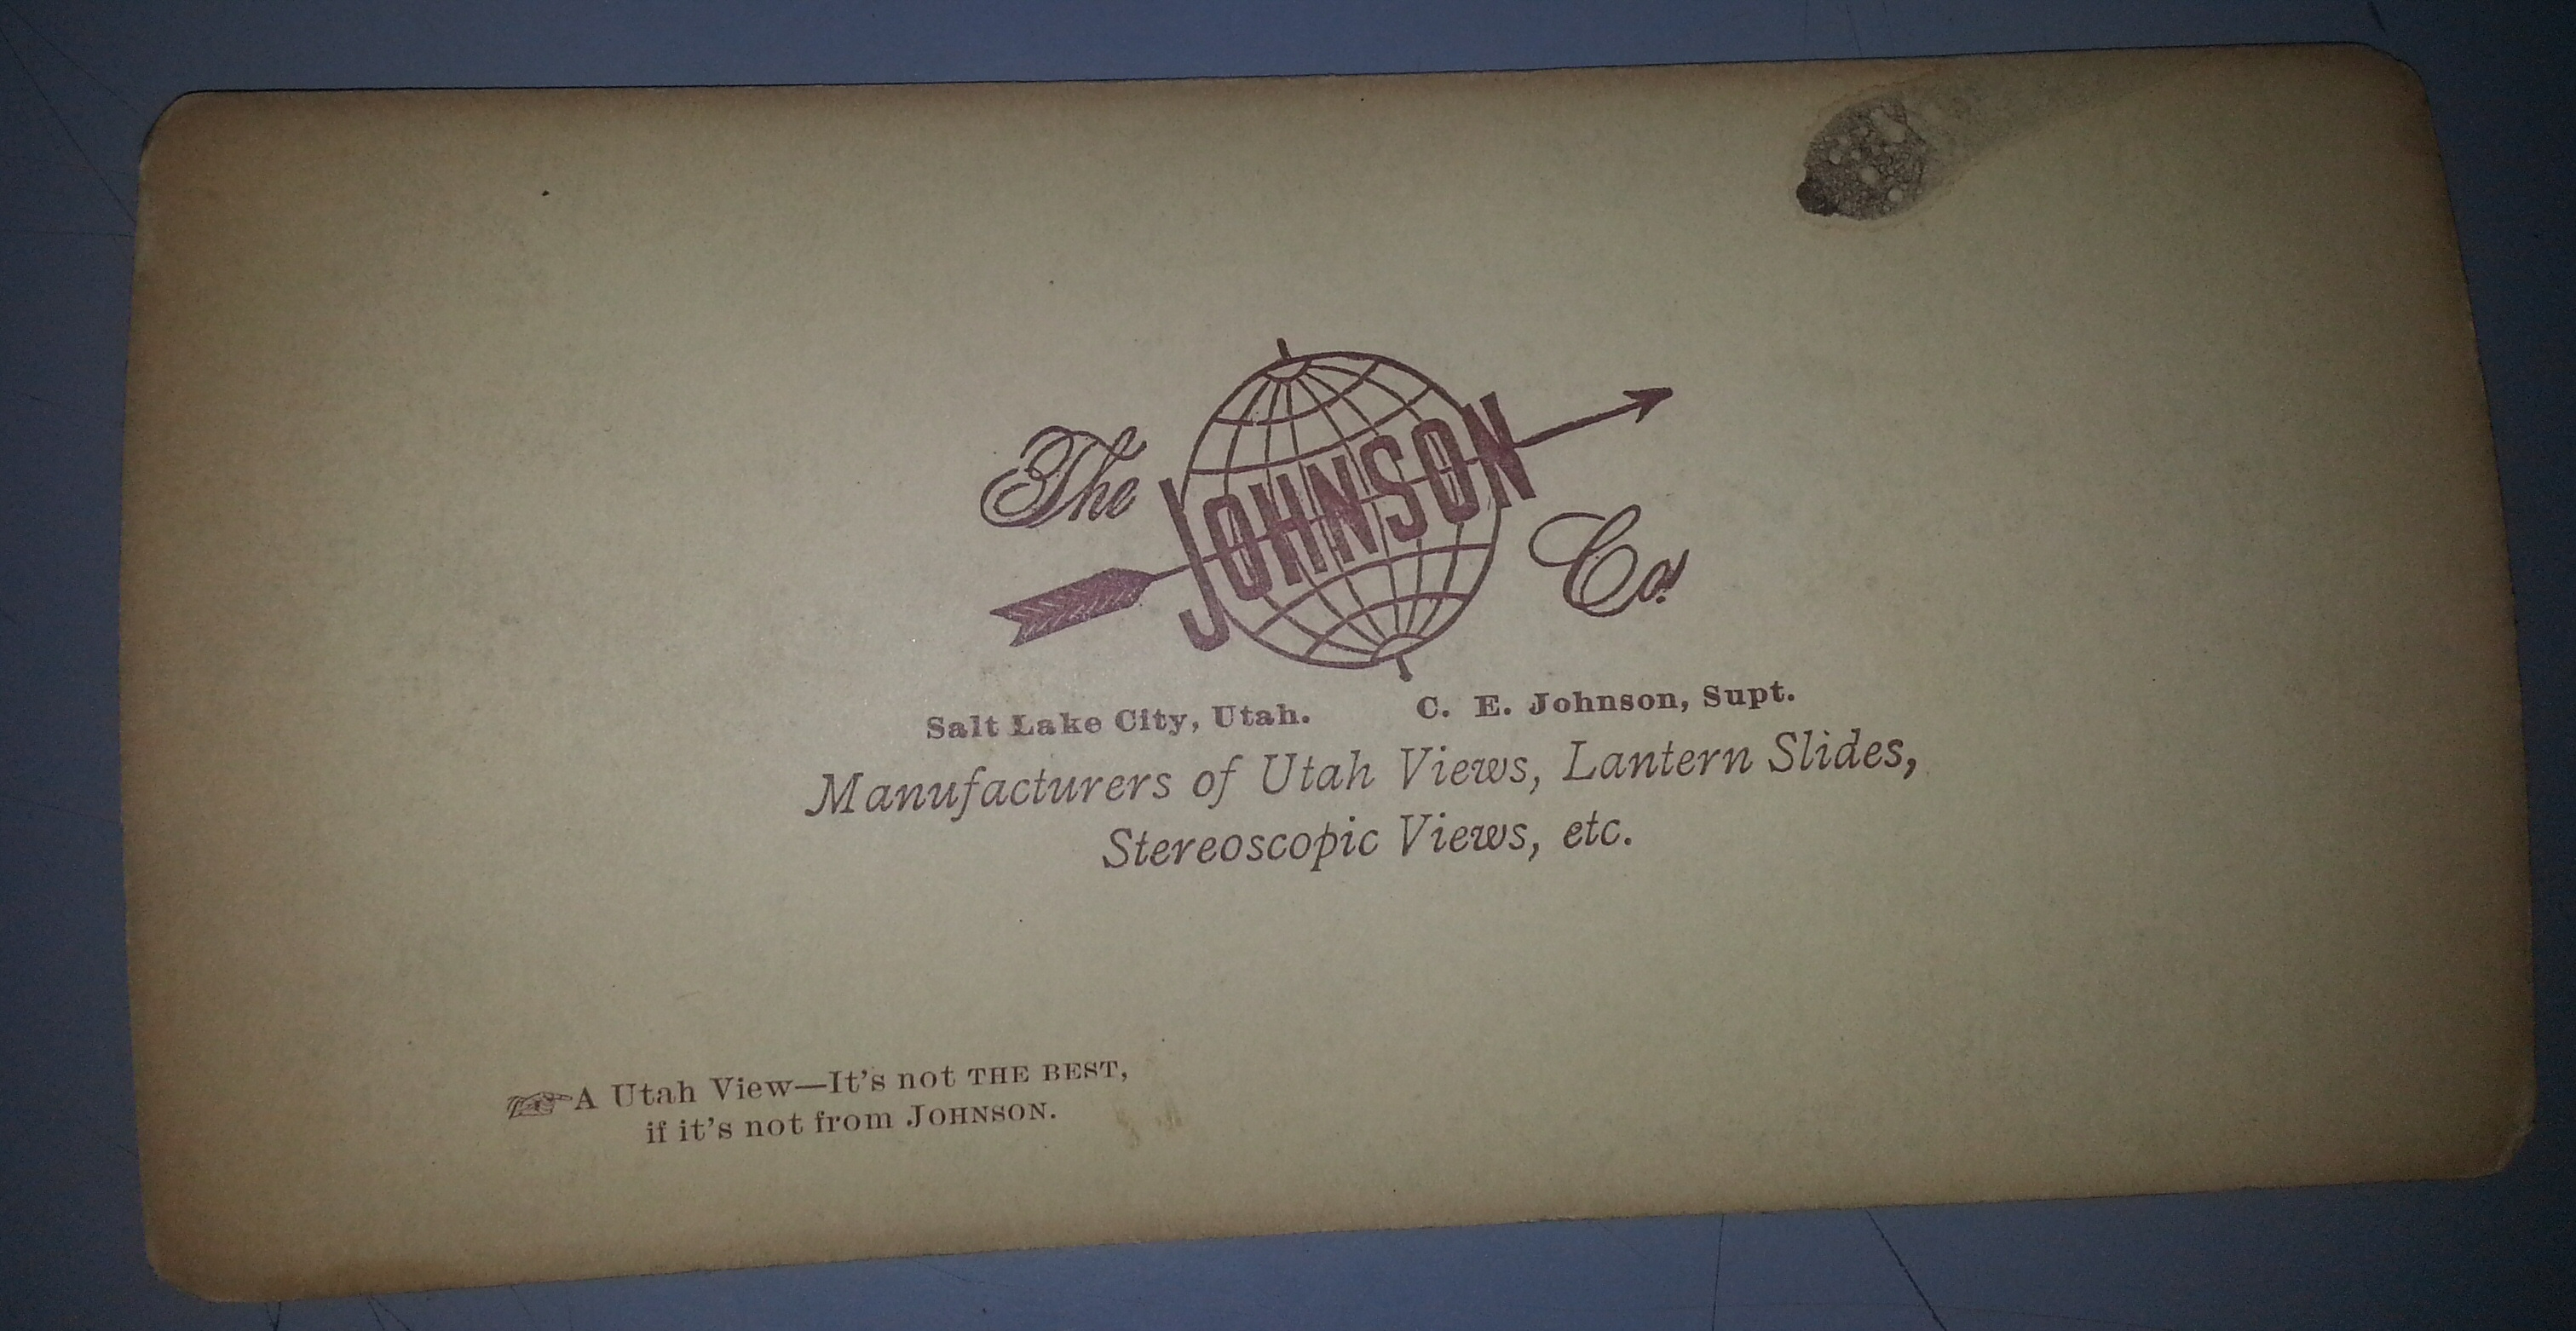 The JOHNSON Co.
Salt Lake City, Utah. C. E. Johnson, Supt.
Manufacturers of Utah Views, Lantern Slides,
Stereoscopic Views, etc.
☞A Utah View—It's not THE BEST,
if it's not from JOHNSON.